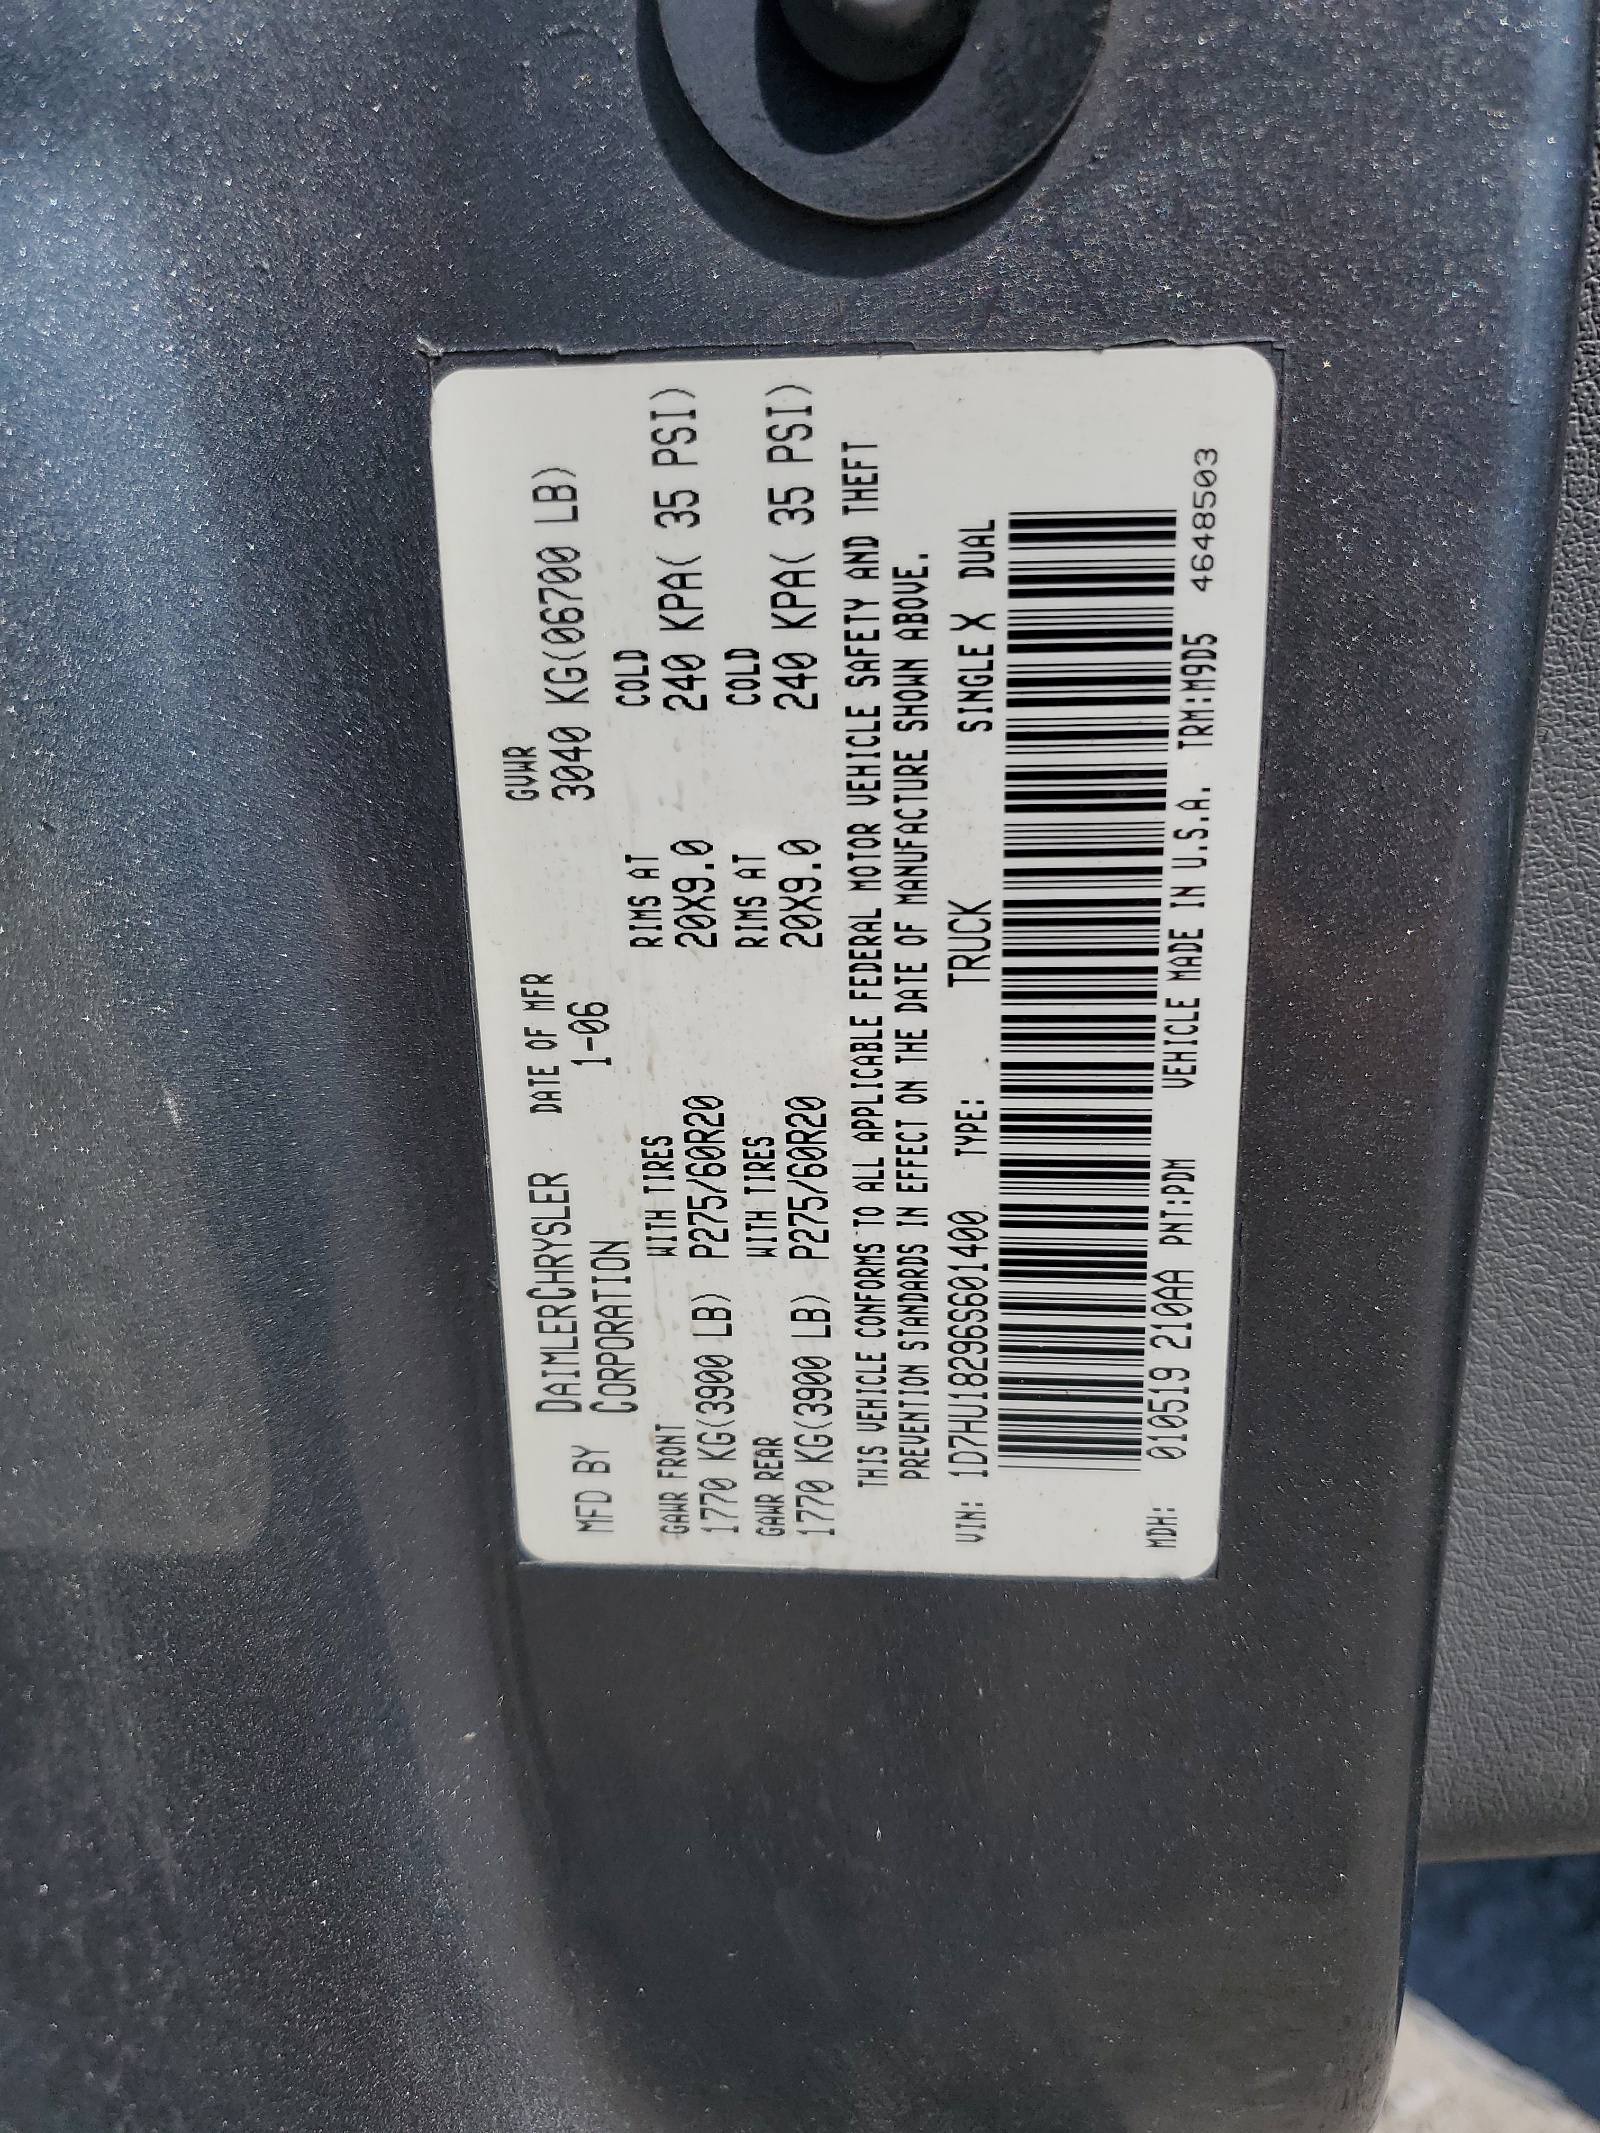 MFD BY DAIMLERCHRYSLER CORPORATION DATE OF MFR 1-06 GVWR 3040 KG(06700 LB)
GAWR FRONT WITH TIRES RIMS AT COLD
1770 KG(3900 LB) P275/60R20 20X9.0 240 KPA( 35 PSI)
GAWR REAR WITH TIRES RIMS AT COLD
1770 KG(3900 LB) P275/60R20 20X9.0 240 KPA( 35 PSI)
THIS VEHICLE CONFORMS TO ALL APPLICABLE FEDERAL MOTOR VEHICLE SAFETY AND THEFT
PREVENTION STANDARDS IN EFFECT ON THE DATE OF MANUFACTURE SHOWN ABOVE.
VIN: 1D7HU18296S601400 TYPE: TRUCK SINGLE X DUAL
MDH: 010519 210AA PNT:PDM VEHICLE MADE IN U.S.A. TRM:M9D5 4648503